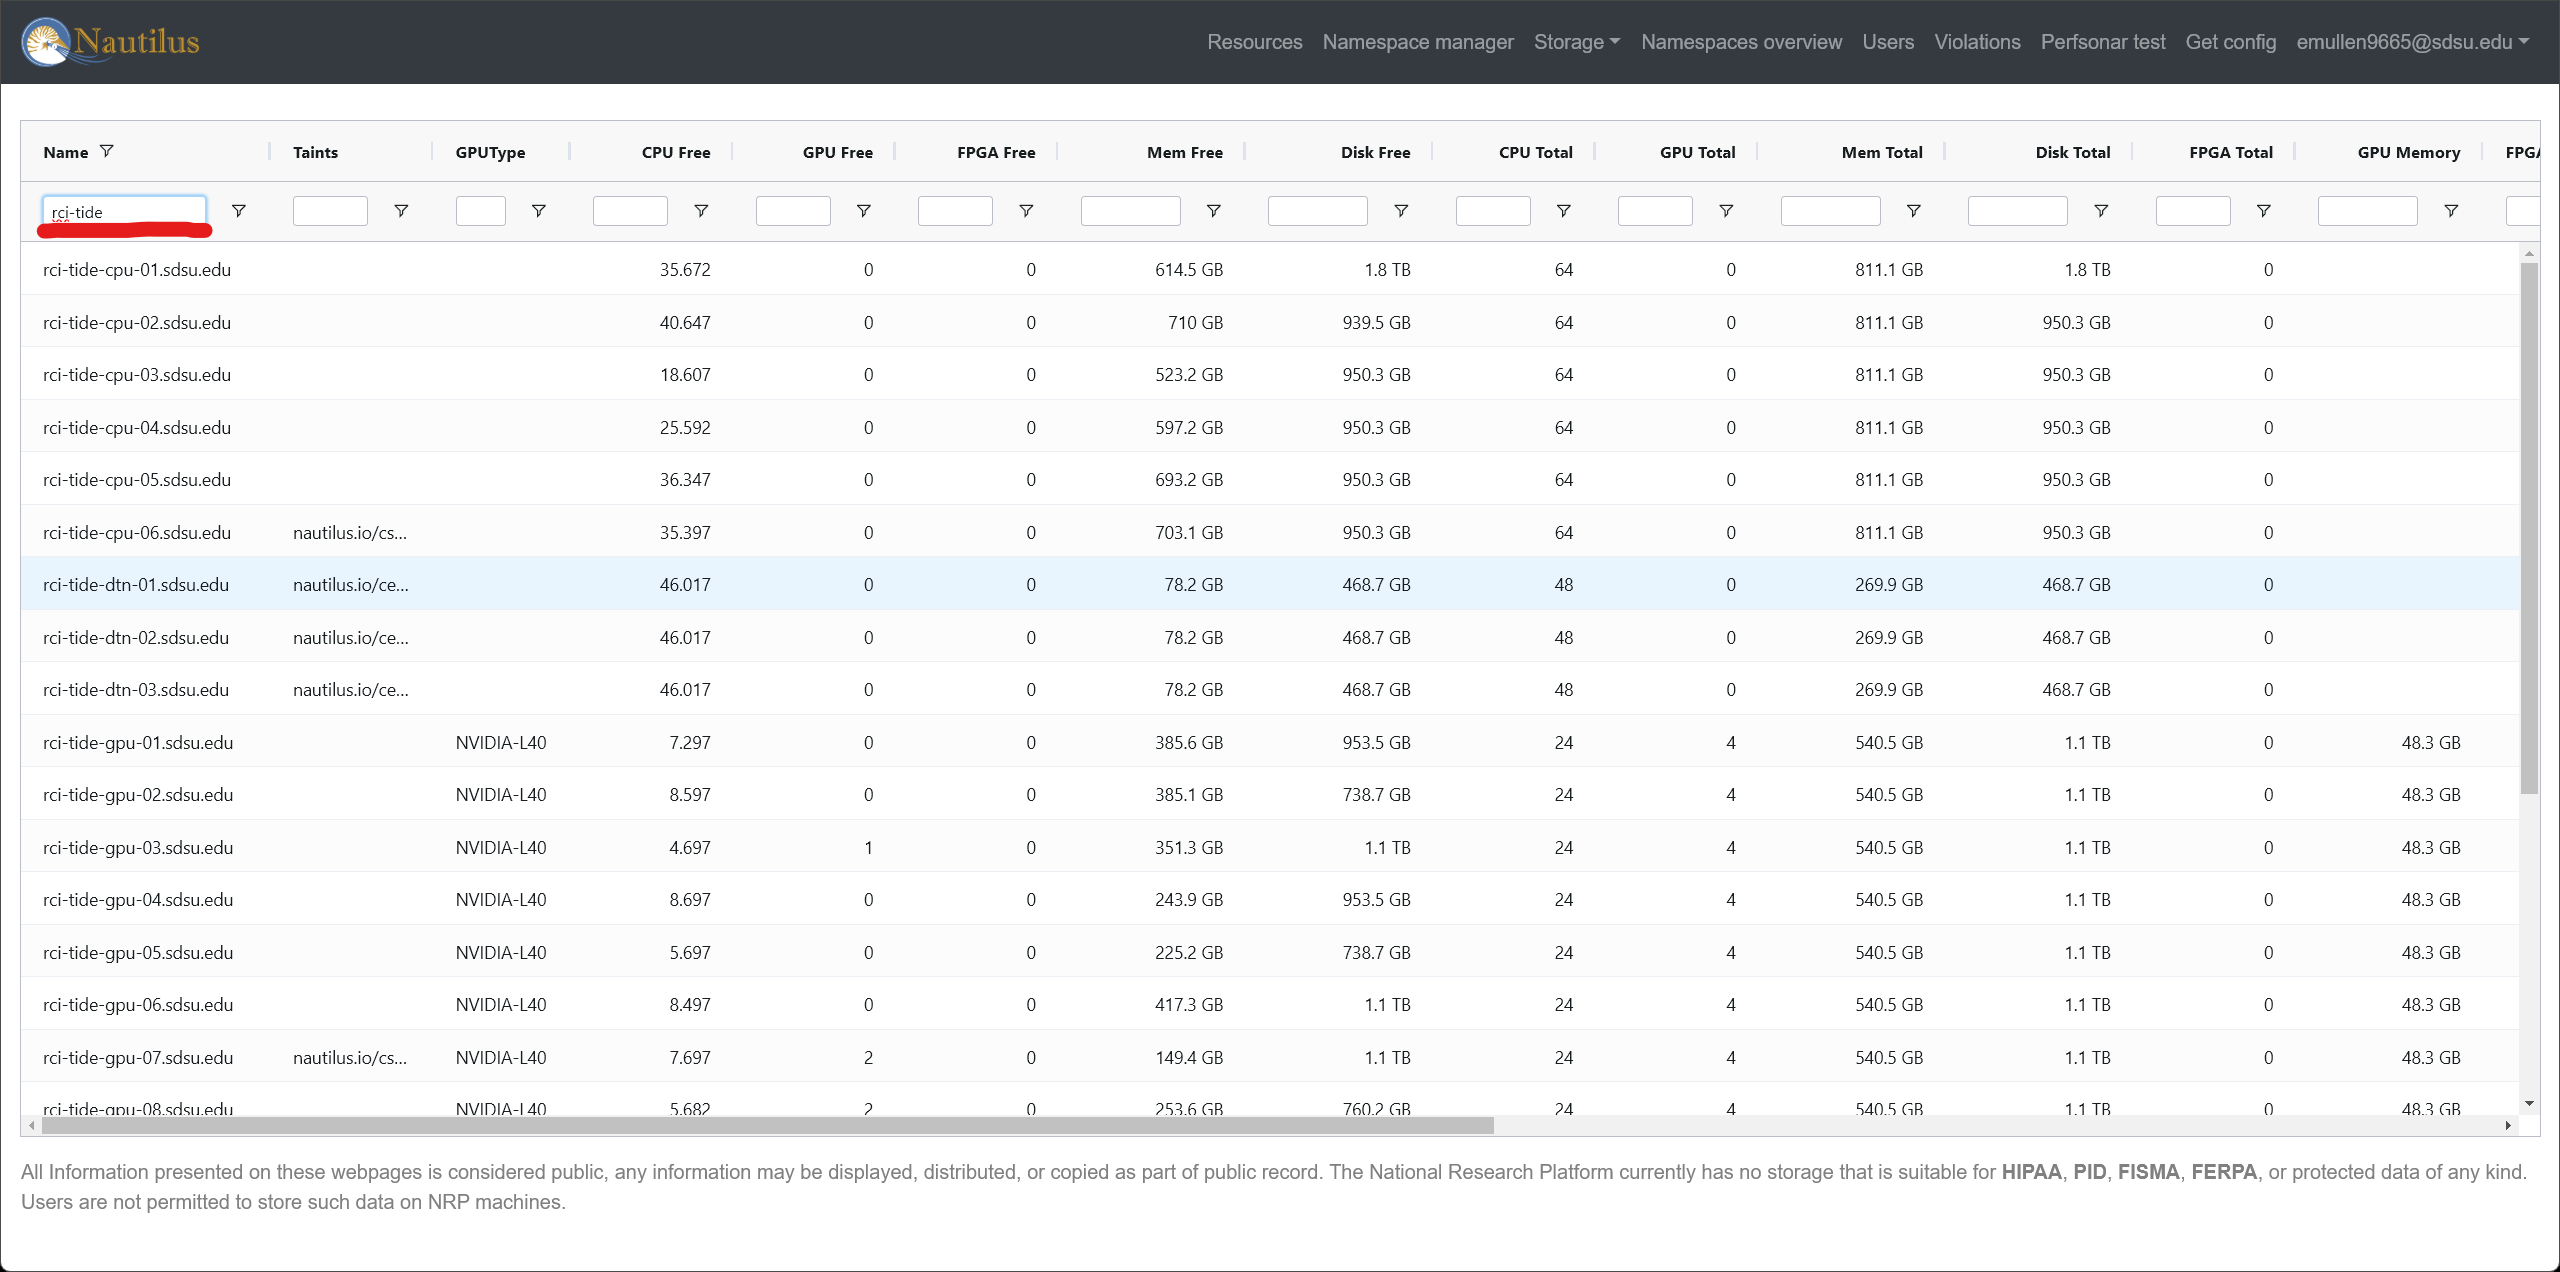 Nautilus Resources Namespace manager Storage Namespaces overview Users Violations Perfsonar test Get config emullen9665@sdsu.edu
Name Taints GPUType CPU Free GPU Free FPGA Free Mem Free Disk Free CPU Total GPU Total Mem Total Disk Total FPGA Total GPU Memory FPGA
rci-tide
rci-tide-cpu-01.sdsu.edu 35.672 0 0 614.5 GB 1.8 TB 64 0 811.1 GB 1.8 TB 0
rci-tide-cpu-02.sdsu.edu 40.647 0 0 710 GB 939.5 GB 64 0 811.1 GB 950.3 GB 0
rci-tide-cpu-03.sdsu.edu 18.607 0 0 523.2 GB 950.3 GB 64 0 811.1 GB 950.3 GB 0
rci-tide-cpu-04.sdsu.edu 25.592 0 0 597.2 GB 950.3 GB 64 0 811.1 GB 950.3 GB 0
rci-tide-cpu-05.sdsu.edu 36.347 0 0 693.2 GB 950.3 GB 64 0 811.1 GB 950.3 GB 0
rci-tide-cpu-06.sdsu.edu nautilus.io/cs... 35.397 0 0 703.1 GB 950.3 GB 64 0 811.1 GB 950.3 GB 0
rci-tide-dtn-01.sdsu.edu nautilus.io/ce... 46.017 0 0 78.2 GB 468.7 GB 48 0 269.9 GB 468.7 GB 0
rci-tide-dtn-02.sdsu.edu nautilus.io/ce... 46.017 0 0 78.2 GB 468.7 GB 48 0 269.9 GB 468.7 GB 0
rci-tide-dtn-03.sdsu.edu nautilus.io/ce... 46.017 0 0 78.2 GB 468.7 GB 48 0 269.9 GB 468.7 GB 0
rci-tide-gpu-01.sdsu.edu NVIDIA-L40 7.297 0 0 385.6 GB 953.5 GB 24 4 540.5 GB 1.1 TB 0 48.3 GB
rci-tide-gpu-02.sdsu.edu NVIDIA-L40 8.597 0 0 385.1 GB 738.7 GB 24 4 540.5 GB 1.1 TB 0 48.3 GB
rci-tide-gpu-03.sdsu.edu NVIDIA-L40 4.697 1 0 351.3 GB 1.1 TB 24 4 540.5 GB 1.1 TB 0 48.3 GB
rci-tide-gpu-04.sdsu.edu NVIDIA-L40 8.697 0 0 243.9 GB 953.5 GB 24 4 540.5 GB 1.1 TB 0 48.3 GB
rci-tide-gpu-05.sdsu.edu NVIDIA-L40 5.697 0 0 225.2 GB 738.7 GB 24 4 540.5 GB 1.1 TB 0 48.3 GB
rci-tide-gpu-06.sdsu.edu NVIDIA-L40 8.497 0 0 417.3 GB 1.1 TB 24 4 540.5 GB 1.1 TB 0 48.3 GB
rci-tide-gpu-07.sdsu.edu nautilus.io/cs... NVIDIA-L40 7.697 2 0 149.4 GB 1.1 TB 24 4 540.5 GB 1.1 TB 0 48.3 GB
rci-tide-gpu-08.sdsu.edu NVIDIA-L40 5.682 2 0 253.6 GB 760.2 GB 24 4 540.5 GB 1.1 TB 0 48.3 GB
All Information presented on these webpages is considered public, any information may be displayed, distributed, or copied as part of public record. The National Research Platform currently has no storage that is suitable for HIPAA, PID, FISMA, FERPA, or protected data of any kind.
Users are not permitted to store such data on NRP machines.